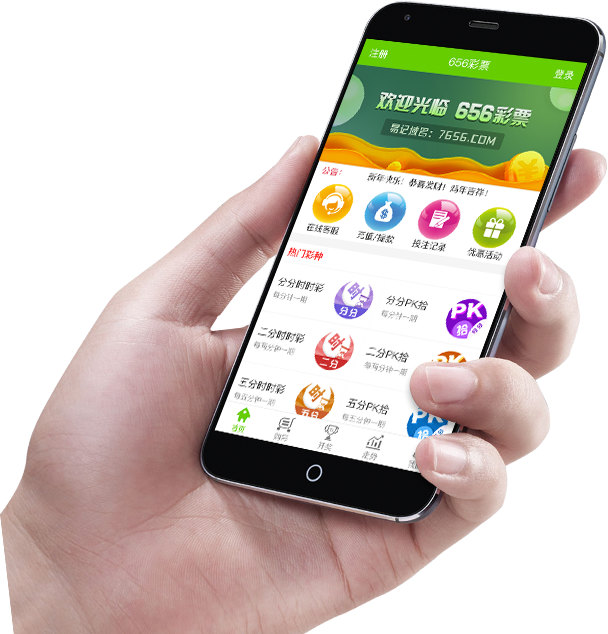 注册 656彩票 登录
欢迎光临 656彩票
易记域名：7656.COM
公告： 新年快乐！恭喜发财！鸡年吉祥！
在线客服 充值/提款 投注记录 优惠活动
热门彩种
分分时时彩 分分PK拾
每分钟一期 每分钟一期
分分
PK
拾
二分时时彩 二分PK拾
每两分钟一期 每两分钟一期
二分
PK
五分时时彩 五分PK拾
每五分钟一期 每五分钟一期
五分
PK
拾
首页 购彩 开奖 走势